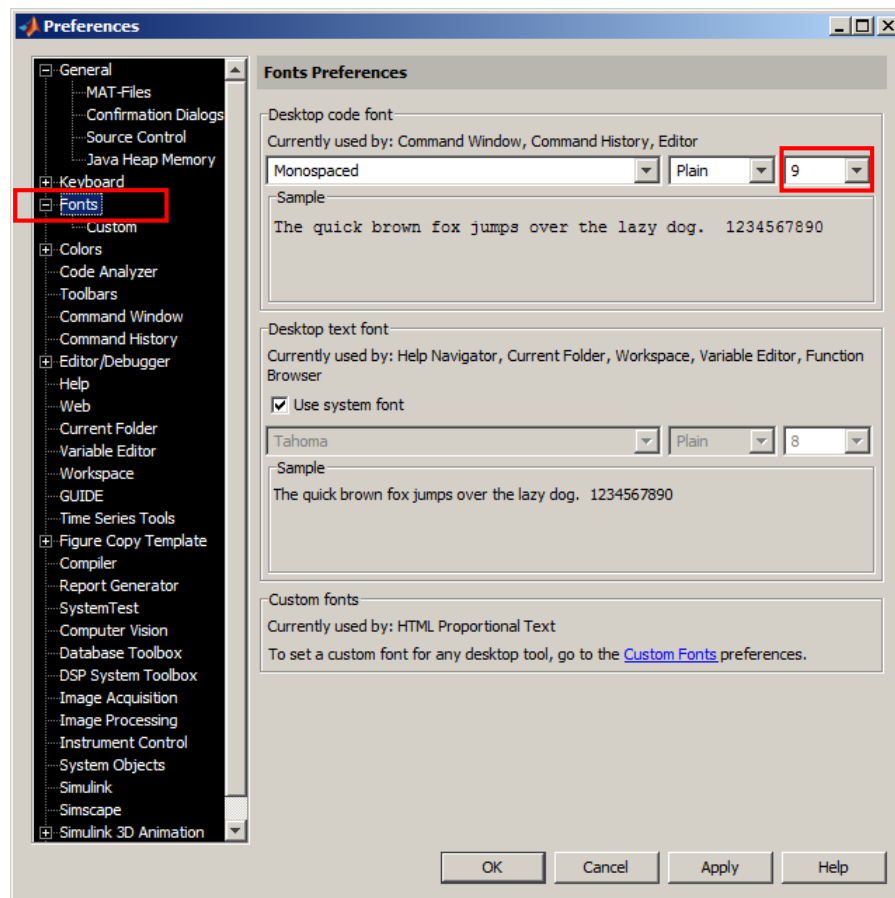 Preferences
General
MAT-Files
Confirmation Dialogs
Source Control
Java Heap Memory
Keyboard
Fonts
Custom
Colors
Code Analyzer
Toolbars
Command Window
Command History
Editor/Debugger
Help
Web
Current Folder
Variable Editor
Workspace
GUIDE
Time Series Tools
Figure Copy Template
Compiler
Report Generator
SystemTest
Computer Vision
Database Toolbox
DSP System Toolbox
Image Acquisition
Image Processing
Instrument Control
System Objects
Simulink
Simscape
Simulink 3D Animation
Fonts Preferences
Desktop code font
Currently used by: Command Window, Command History, Editor
Monospaced Plain 9
Sample
The quick brown fox jumps over the lazy dog. 1234567890
Desktop text font
Currently used by: Help Navigator, Current Folder, Workspace, Variable Editor, Function
Browser
Use system font
Tahoma Plain 8
Sample
The quick brown fox jumps over the lazy dog. 1234567890
Custom fonts
Currently used by: HTML Proportional Text
To set a custom font for any desktop tool, go to the Custom Fonts preferences.
OK Cancel Apply Help